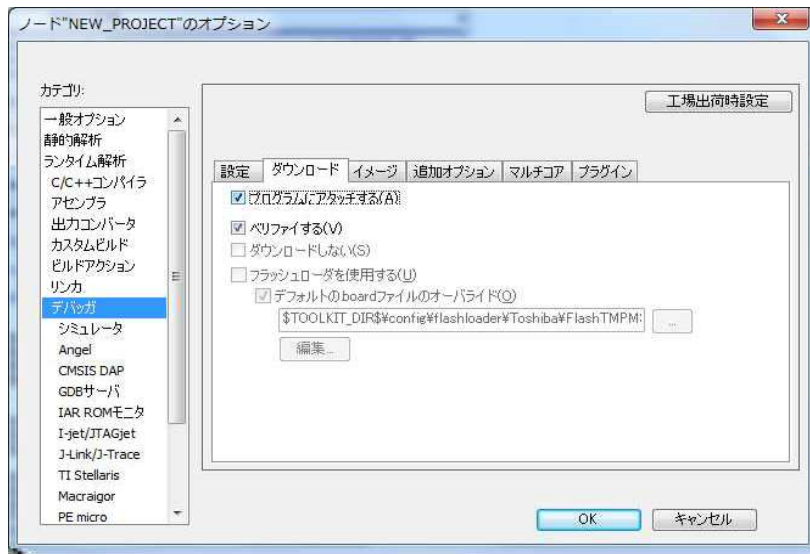 ノード"NEW_PROJECT"のオプション
カテゴリ:
一般オプション
静的解析
ランタイム解析
C/C++コンパイラ
アセンブラ
出力コンバータ
カスタムビルド
ビルドアクション
リンカ
デバッガ
シミュレータ
Angel
CMSIS DAP
GDBサーバ
IAR ROMモニタ
I-jet/JTAGjet
J-Link/J-Trace
TI Stellaris
Macraigor
PE micro
工場出荷時設定
設定 ダウンロード イメージ 追加オプション マルチコア プラグイン
プログラムにアタッチする(A)
ベリファイする(V)
ダウンロードしない(S)
フラッシュローダを使用する(U)
デフォルトのboardファイルのオーバライド(O)
$TOOLKIT_DIR$¥config¥flashloader¥Toshiba¥FlashTMPM:
...
編集...
OK キャンセル